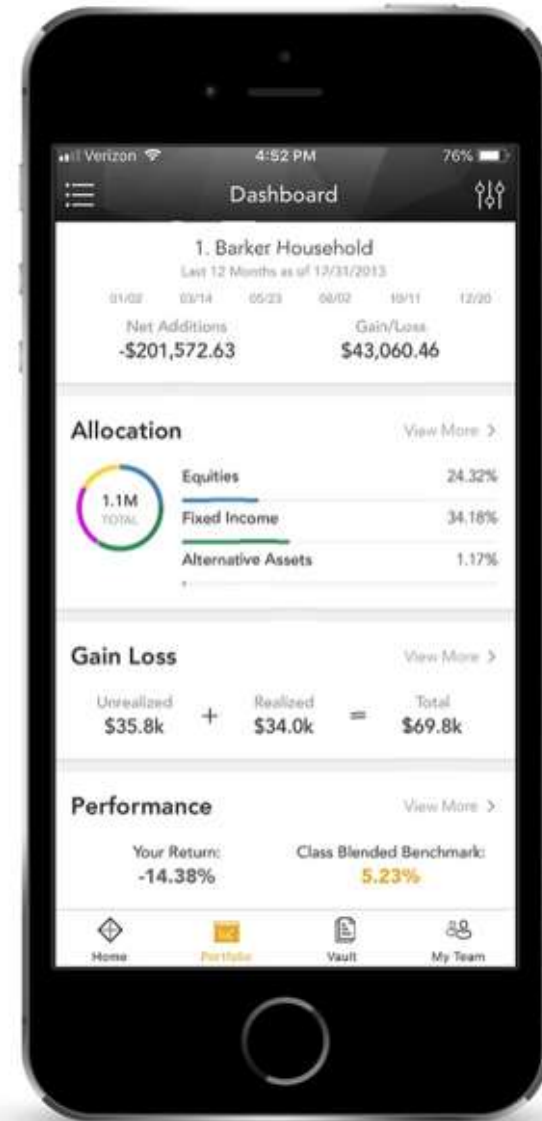 Verizon 4:52 PM 76%
Dashboard
1. Barker Household
Last 12 Months as of 12/31/2013
01/02 03/14 05/23 08/02 10/11 12/20
Net Additions Gain/Loss
-$201,572.63 $43,060.46
Allocation View More >
1.1M
TOTAL
Equities 24.32%
Fixed Income 34.18%
Alternative Assets 1.17%
Gain Loss View More >
Unrealized + Realized = Total
$35.8k $34.0k $69.8k
Performance View More >
Your Return: Class Blended Benchmark:
-14.38% 5.23%
Home Portfolio Vault My Team